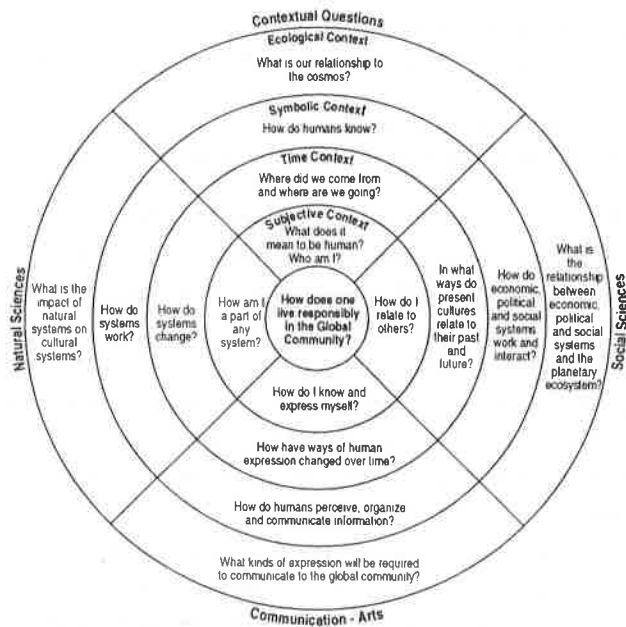 Contextual Questions
Ecological Context
What is our relationship to
the cosmos?
Symbolic Context
How do humans know?
Time Context
Where did we come from
and where are we going?
Subjective Context
What does it
mean to be human?
Who am I?
Natural Sciences
What is the
impact of
natural
systems on
cultural
systems?
How do
systems
work?
How do
systems
change?
How am I
a part of
any
system?
How does one
live responsibly
in the Global
Community?
How do I
relate to
others?
In what
ways do
present
cultures
relate to
their past
and
future?
How do
economic,
political
and social
systems
work and
interact?
What is
the
relationship
between
economic,
political
and social
systems
and the
planetary
ecosystem?
Social Sciences
How do I know and
express myself?
How have ways of human
expression changed over time?
How do humans perceive, organize
and communicate information?
What kinds of expression will be required
to communicate to the global community?
Communication - Arts